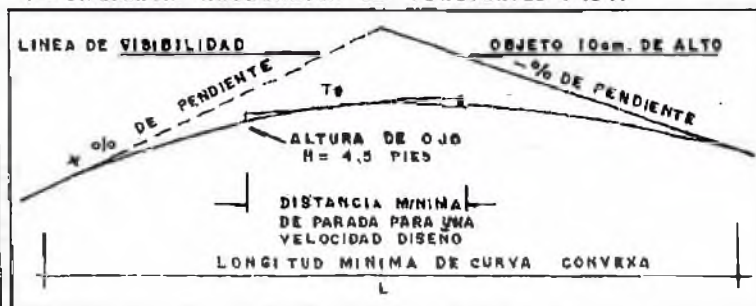 LINEA DE VISIBILIDAD
OBJETO 10cm. DE ALTO
+ % DE PENDIENTE
- % DE PENDIENTE
ALTURA DE OJO
H = 4,5 PIES
DISTANCIA MINIMA
DE PARADA PARA UNA
VELOCIDAD DISEÑO
LONGITUD MINIMA DE CURVA CONVRXA
L